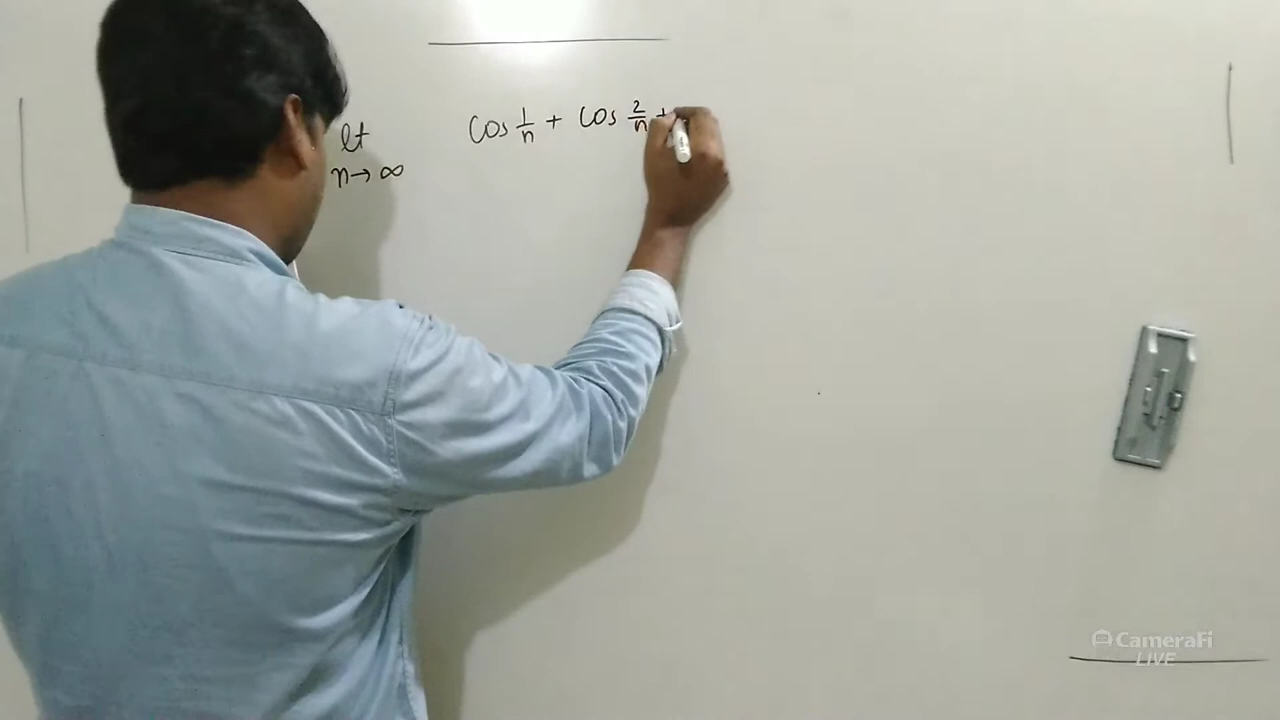 lt cos 1/n + cos 2/n +
n→∞
CameraFi
LIVE